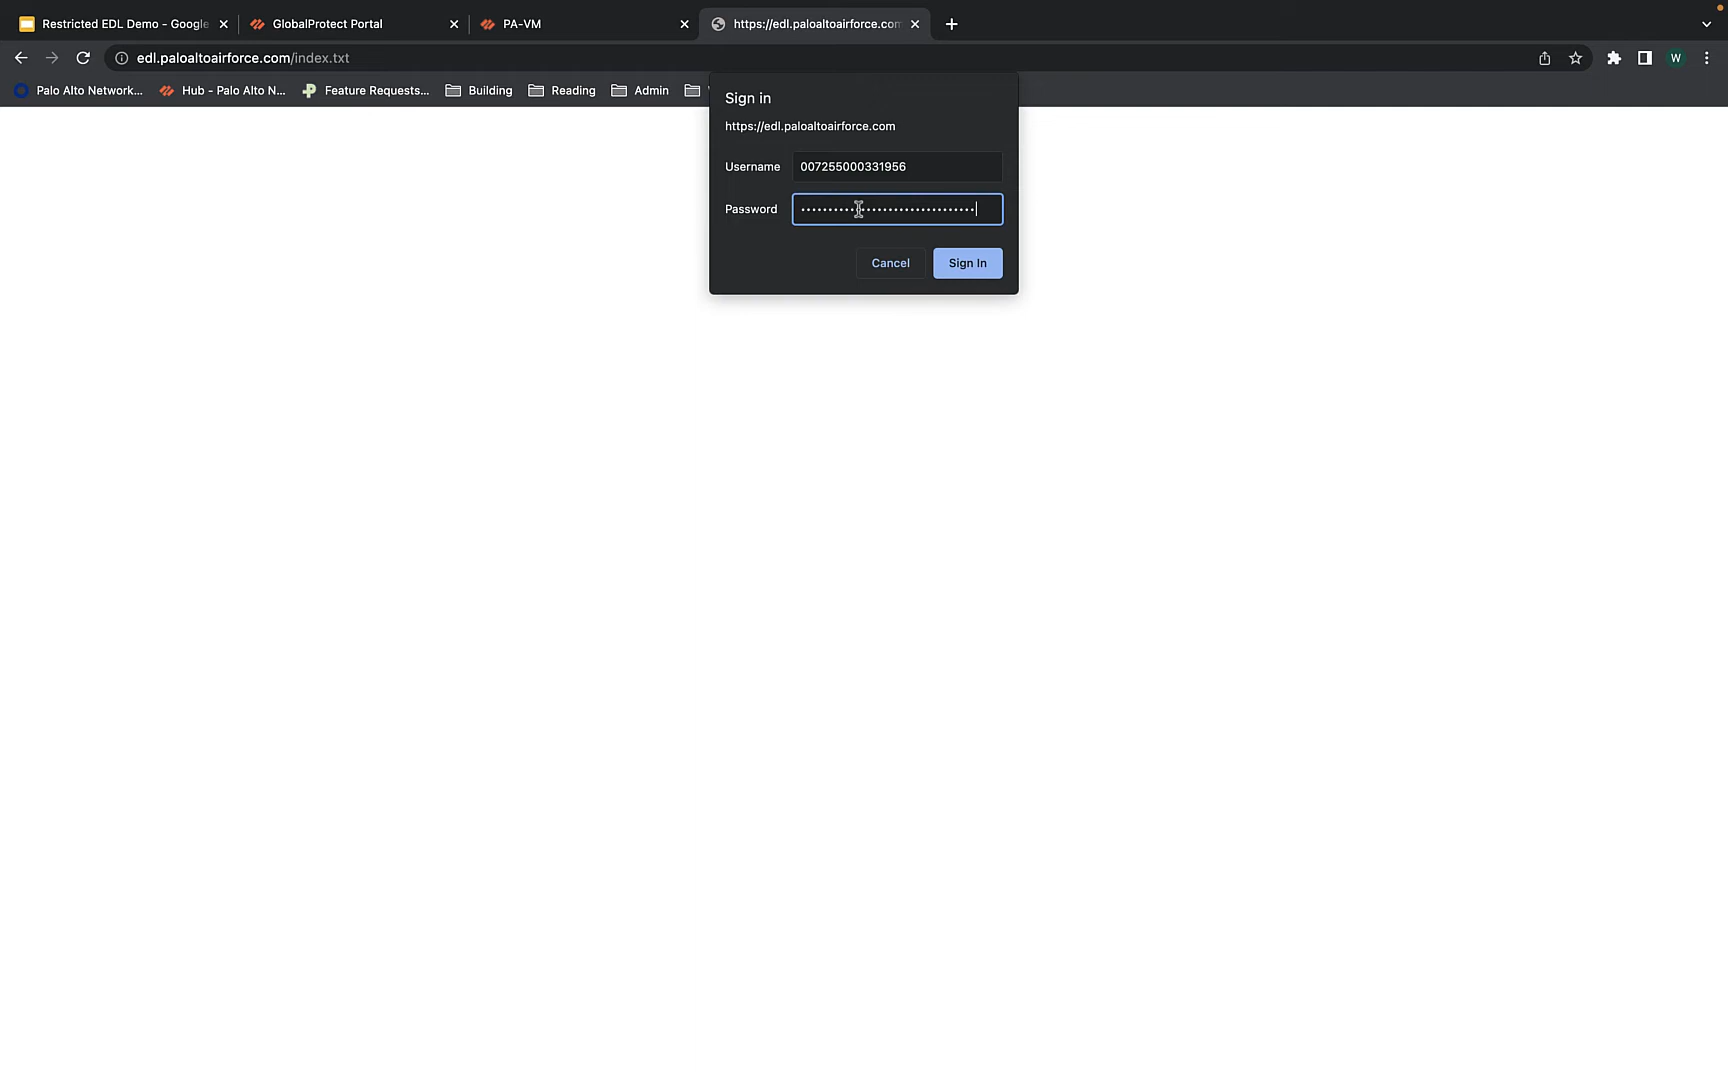 Restricted EDL Demo - Google
GlobalProtect Portal
PA-VM
https://edl.paloaltoairforce.com
edl.paloaltoairforce.com/index.txt
W
Palo Alto Network...
Hub - Palo Alto N...
Feature Requests...
Building
Reading
Admin
Sign in
https://edl.paloaltoairforce.com
Username
007255000331956
Password
Cancel
Sign In